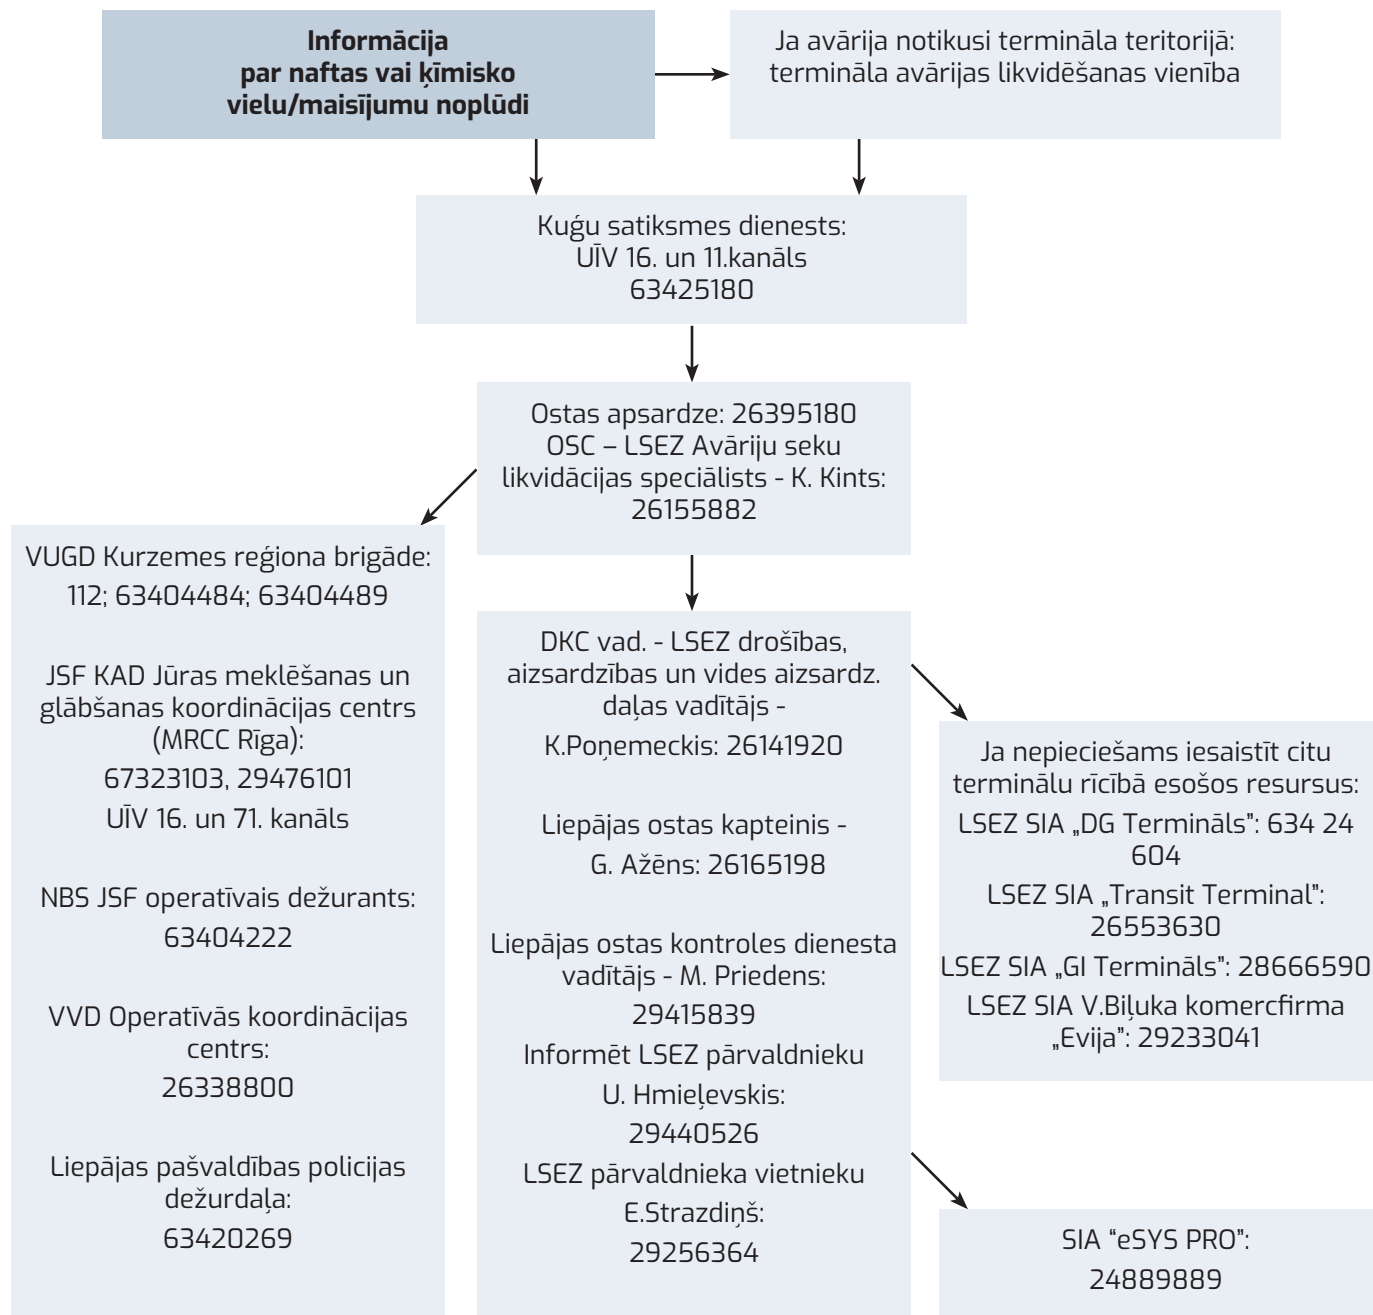 Informācija
par naftas vai ķīmisko
vielu/maisījumu noplūdi
Ja avārija notikusi termināla teritorijā:
termināla avārijas likvidēšanas vienība
Kuģu satiksmes dienests:
UĪV 16. un 11.kanāls
63425180
Ostas apsardze: 26395180
OSC – LSEZ Avāriju seku
likvidācijas speciālists - K. Kints:
26155882
VUGD Kurzemes reģiona brigāde:
112; 63404484; 63404489
JSF KAD Jūras meklēšanas un
glābšanas koordinācijas centrs
(MRCC Rīga):
67323103, 29476101
UĪV 16. un 71. kanāls
NBS JSF operatīvais dežurants:
63404222
VVD Operatīvās koordinācijas
centrs:
26338800
Liepājas pašvaldības policijas
dežurdaļa:
63420269
DKC vad. - LSEZ drošības,
aizsardzības un vides aizsardz.
daļas vadītājs -
K.Poņemeckis: 26141920
Liepājas ostas kapteinis -
G. Ažēns: 26165198
Liepājas ostas kontroles dienesta
vadītājs - M. Priedens:
29415839
Informēt LSEZ pārvaldnieku
U. Hmieļevskis:
29440526
LSEZ pārvaldnieka vietnieku
E.Strazdiņš:
29256364
Ja nepieciešams iesaistīt citu
terminālu rīcībā esošos resursus:
LSEZ SIA „DG Termināls”: 634 24
604
LSEZ SIA „Transit Terminal”:
26553630
LSEZ SIA „GI Termināls”: 28666590
LSEZ SIA V.Biļuka komercfirma
„Evija”: 29233041
SIA “eSYS PRO”:
24889889